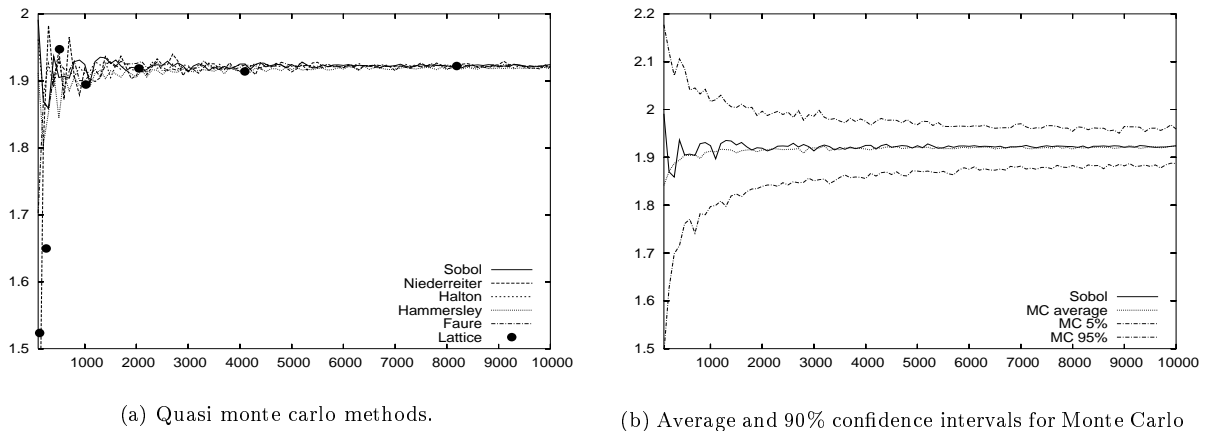 2
1.9
1.8
1.7
1.6
1.5
1000 2000 3000 4000 5000 6000 7000 8000 9000 10000
Sobol
Niederreiter
Halton
Hammersley
Faure
Lattice
(a) Quasi monte carlo methods.
2.2
2.1
2
1.9
1.8
1.7
1.6
1.5
1000 2000 3000 4000 5000 6000 7000 8000 9000 10000
Sobol
MC average
MC 5%
MC 95%
(b) Average and 90% confidence intervals for Monte Carlo